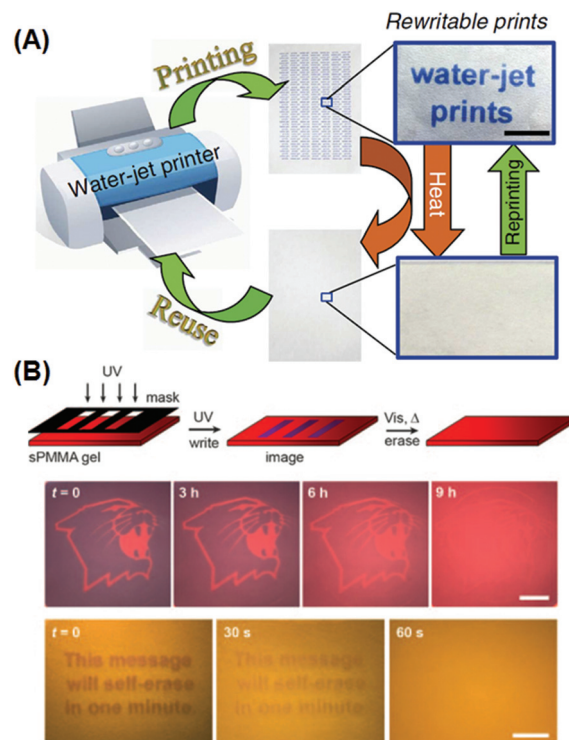 (A)
Printing
Rewritable prints
water-jet
prints
Water-jet printer
Heat
Reprinting
Reuse
(B)
UV
mask
sPMMA gel
UV
write
image
Vis, Δ
erase
t = 0
3 h
6 h
9 h
t = 0
30 s
60 s
This message
will self-erase
in one minute